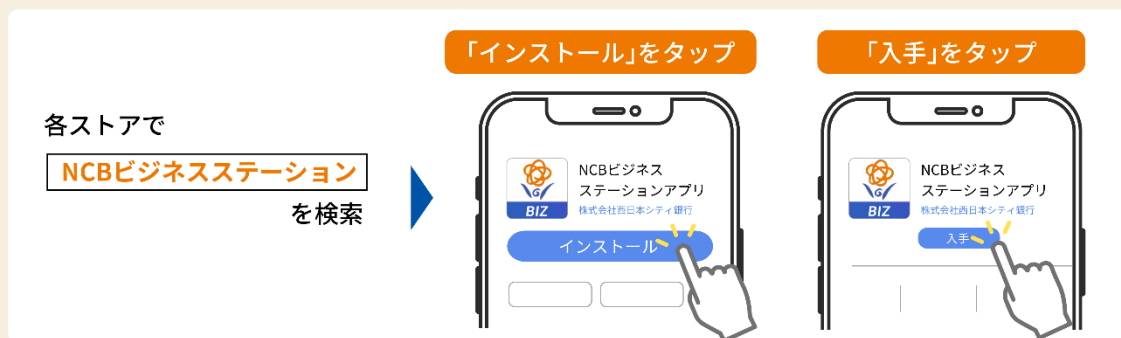 各ストアで
NCBビジネスステーション
を検索
「インストール」をタップ
NCBビジネス
ステーションアプリ
株式会社西日本シティ銀行
BIZ
インストール
「入手」をタップ
NCBビジネス
ステーションアプリ
株式会社西日本シティ銀行
BIZ
入手